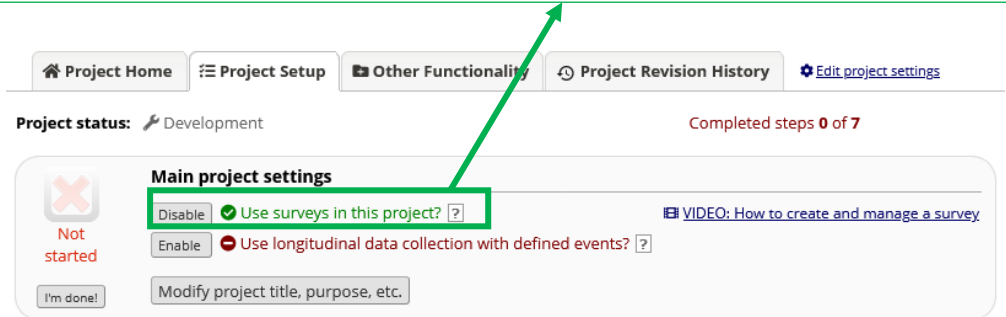 Project Home Project Setup Other Functionality Project Revision History Edit project settings
Project status: Development Completed steps 0 of 7
Main project settings
Disable Use surveys in this project? ? VIDEO: How to create and manage a survey
Not started
Enable Use longitudinal data collection with defined events? ?
I'm done!
Modify project title, purpose, etc.